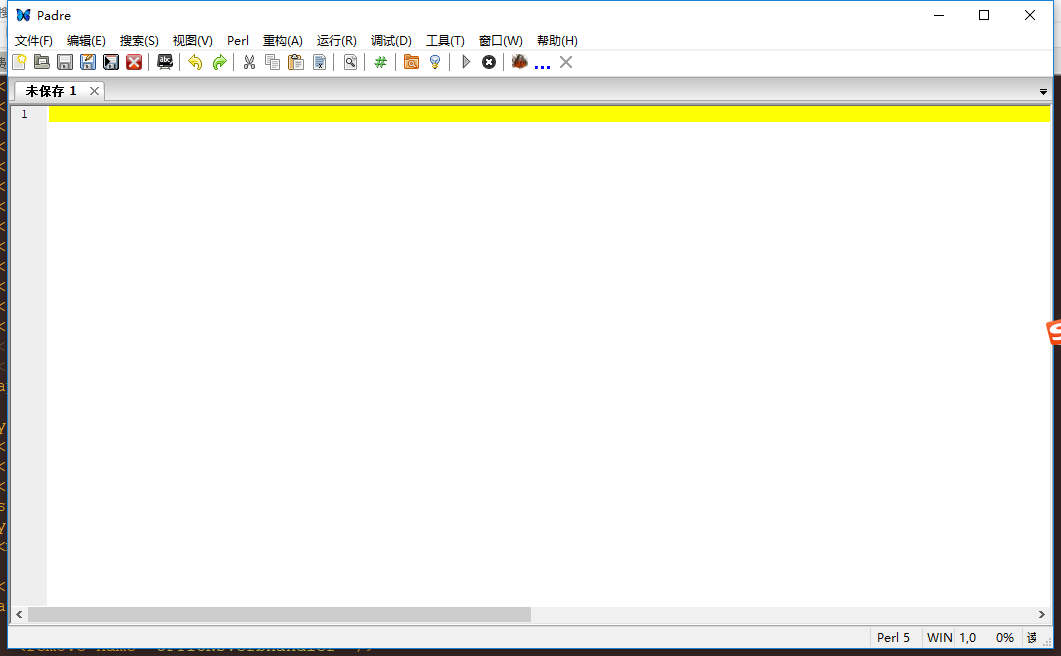 Padre
文件(F) 编辑(E) 搜索(S) 视图(V) Perl 重构(A) 运行(R) 调试(D) 工具(T) 窗口(W) 帮助(H)
未保存 1
1
Perl 5 WIN 1,0 0%